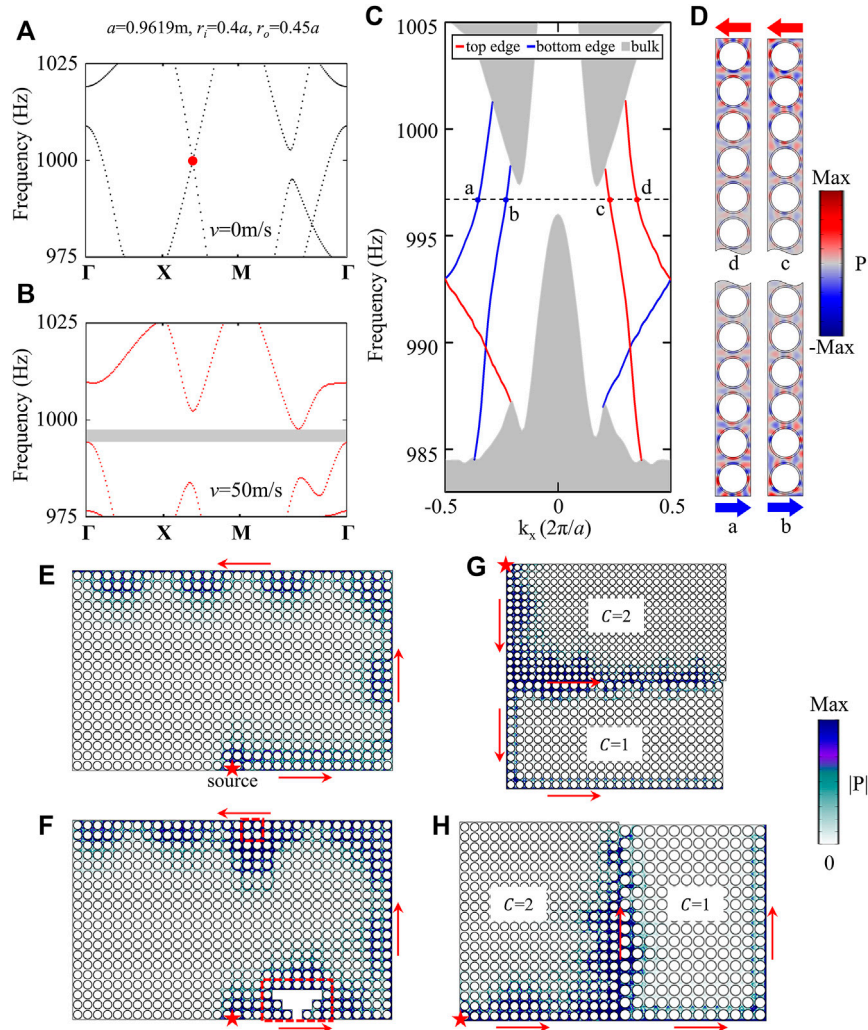 A
a=0.9619m, rᵢ=0.4a, rₒ=0.45a
Frequency (Hz)
1025
1000
975
v=0m/s
Γ X M Γ
B
Frequency (Hz)
1025
1000
975
v=50m/s
Γ X M Γ
C
Frequency (Hz)
1005
1000
995
990
985
top edge bottom edge bulk
a
b
c
d
-0.5 0 0.5
kₓ (2π/a)
D
d c
a b
Max
P
-Max
E
source
F
G
C=2
C=1
H
C=2
C=1
Max
|P|
0